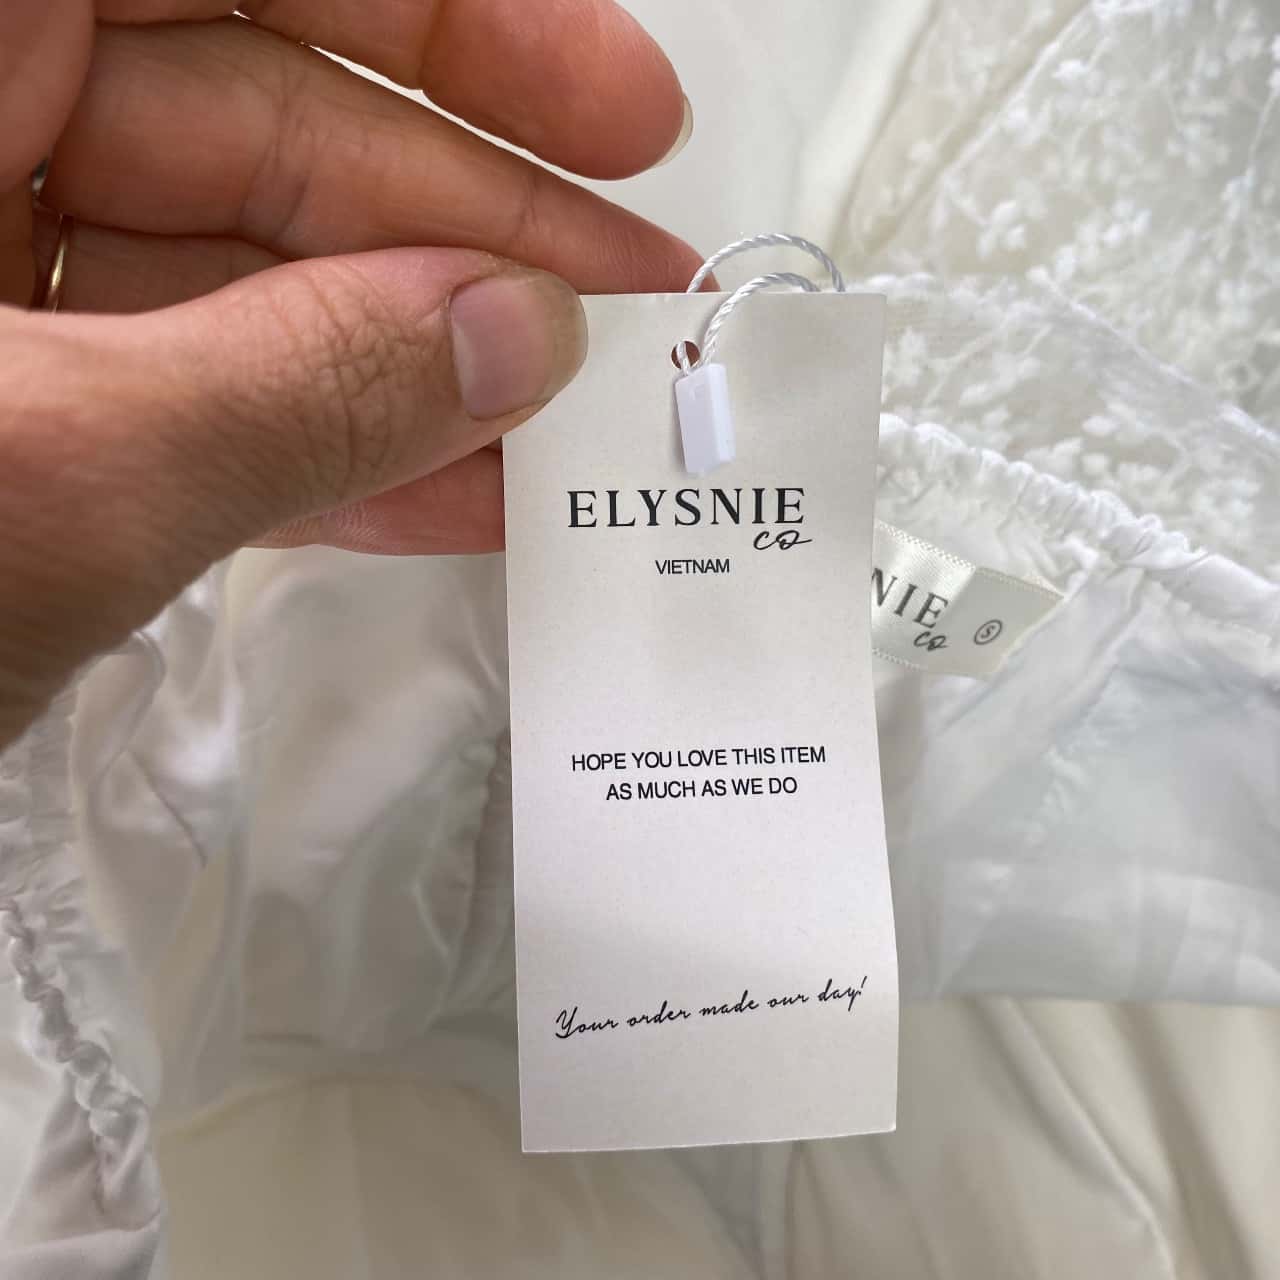 ELYSNIE
co
VIETNAM
HOPE YOU LOVE THIS ITEM
AS MUCH AS WE DO
Your order made our day!
NIE
co
S